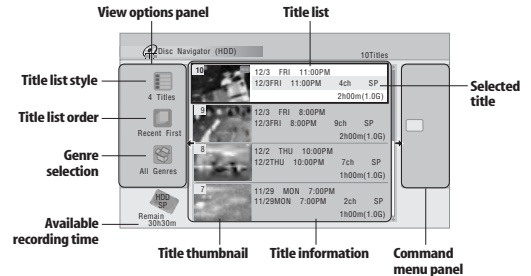 View options panel
Title list
Disc Navigator (HDD)
10Titles
Title list style
4 Titles
Title list order
Recent First
Genre
selection
All Genres
HDD
SP
Remain
30h30m
Available
recording time
10
12/3 FRI 11:00PM
12/3FRI 11:00PM 4ch SP
2h00m(1.0G)
Selected
title
9
12/3 FRI 8:00PM
12/3FRI 8:00PM 9ch SP
2h00m(1.0G)
8
12/2 THU 10:00PM
12/2THU 10:00PM 7ch SP
1h00m(1.0G)
7
11/29 MON 7:00PM
11/29MON 7:00PM 2ch SP
1h00m(1.0G)
Title thumbnail
Title information
Command
menu panel